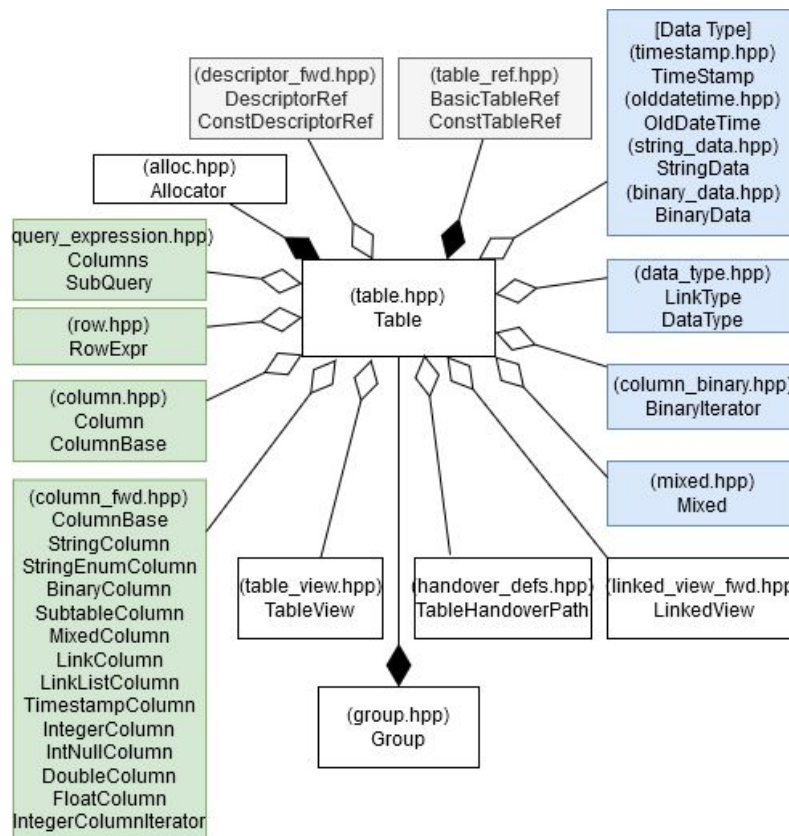 (descriptor_fwd.hpp)
DescriptorRef
ConstDescriptorRef
(table_ref.hpp)
BasicTableRef
ConstTableRef
[Data Type]
(timestamp.hpp)
TimeStamp
(olddatetime.hpp)
OldDateTime
(string_data.hpp)
StringData
(binary_data.hpp)
BinaryData
(alloc.hpp)
Allocator
query_expression.hpp)
Columns
SubQuery
(table.hpp)
Table
(data_type.hpp)
LinkType
DataType
(row.hpp)
RowExpr
(column.hpp)
Column
ColumnBase
(column_binary.hpp)
BinaryIterator
(mixed.hpp)
Mixed
(column_fwd.hpp)
ColumnBase
StringColumn
StringEnumColumn
BinaryColumn
SubtableColumn
MixedColumn
LinkColumn
LinkListColumn
TimestampColumn
IntegerColumn
IntNullColumn
DoubleColumn
FloatColumn
IntegerColumnIterator
(table_view.hpp)
TableView
(handover_defs.hpp)
TableHandoverPath
(linked_view_fwd.hpp
LinkedView
(group.hpp)
Group